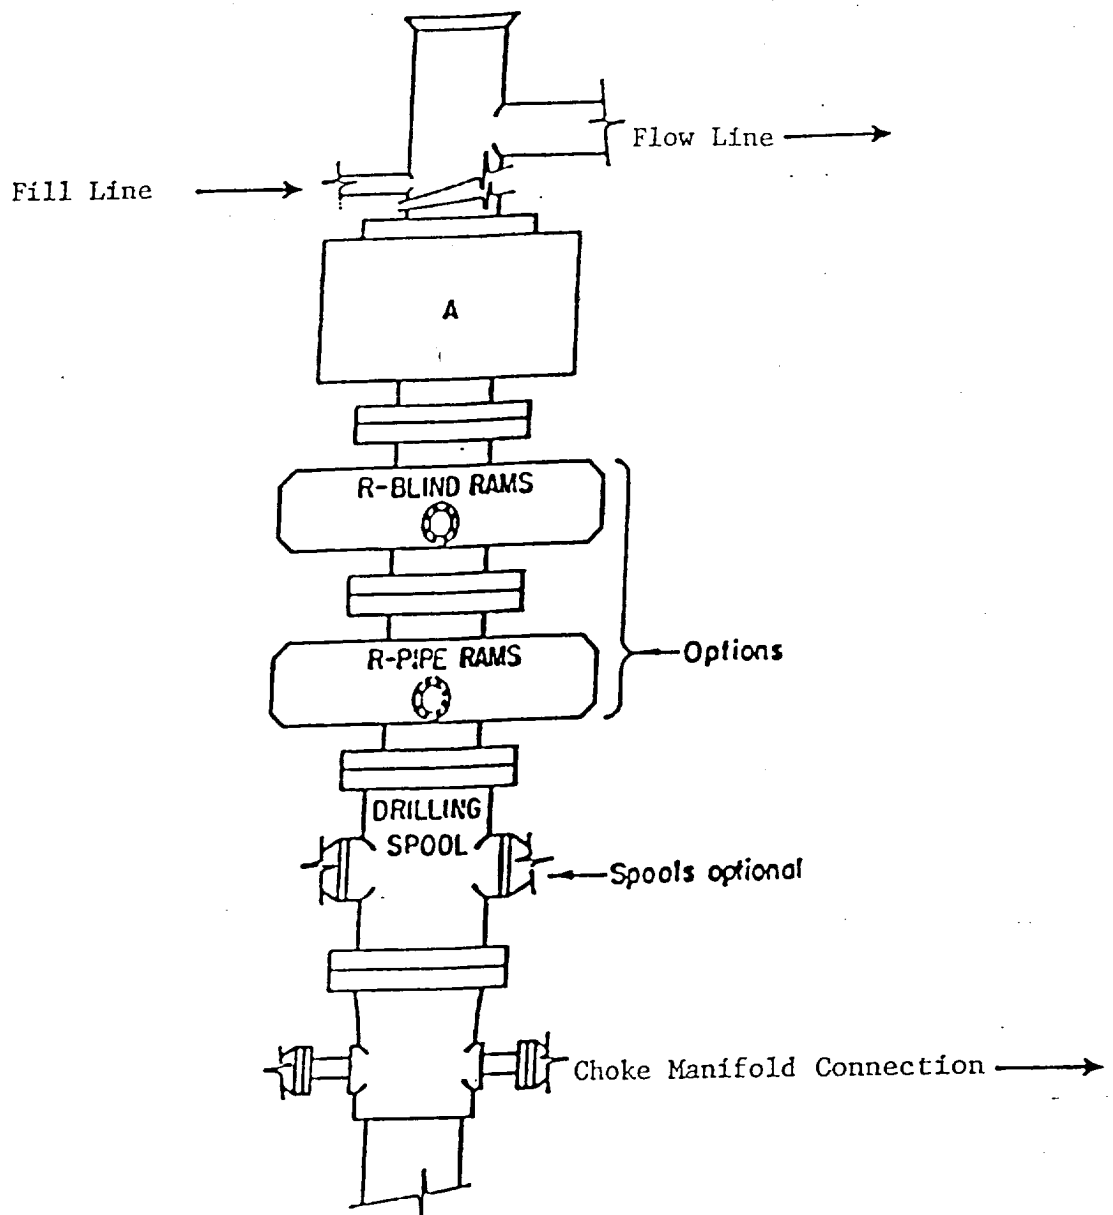 Flow Line
Fill Line
A
R-BLIND RAMS
R-PIPE RAMS
Options
DRILLING
SPOOL
Spools optional
Choke Manifold Connection